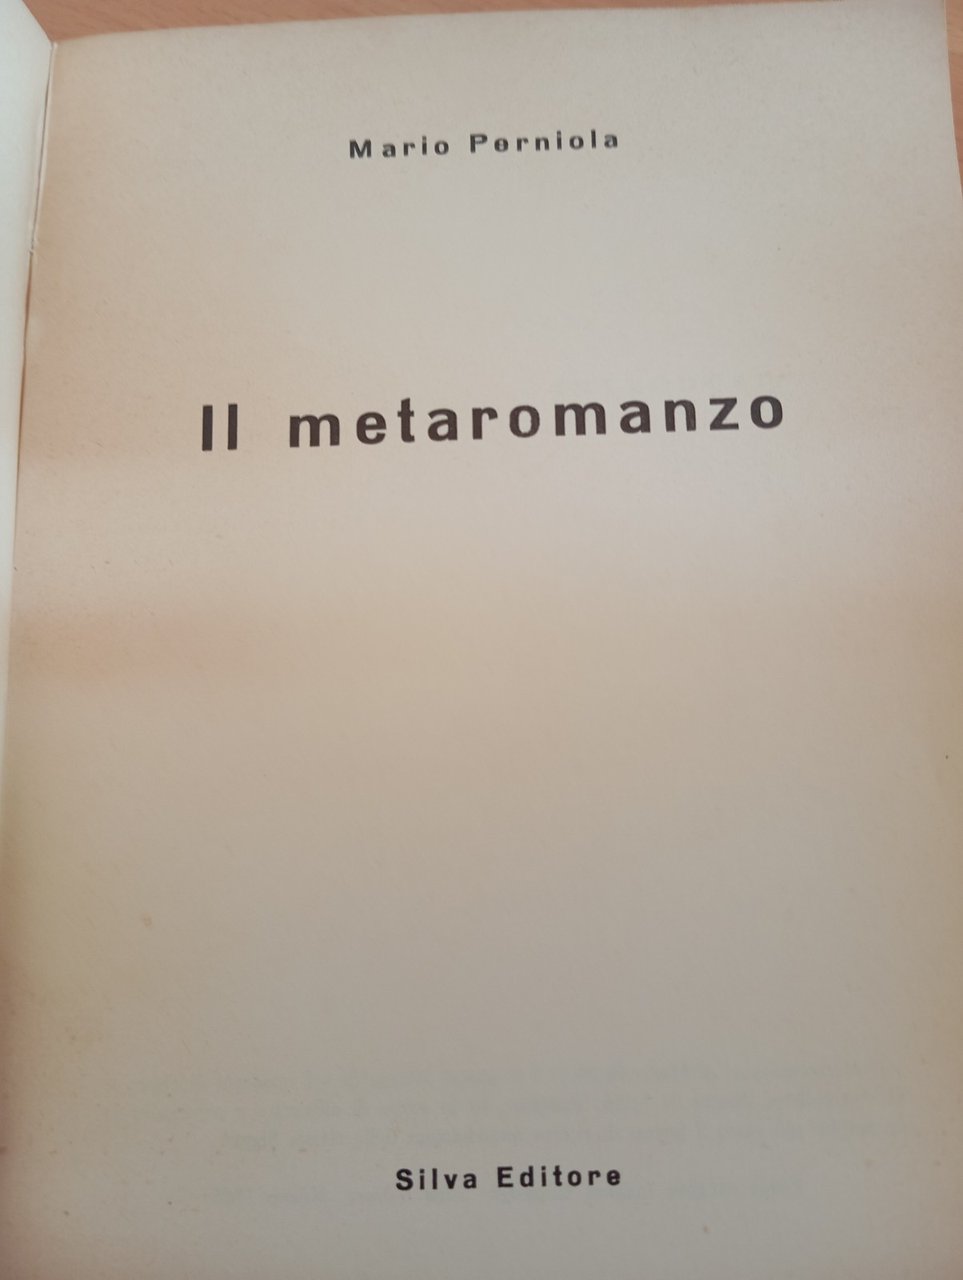 Mario Perniola
Il metaromanzo
Silva Editore